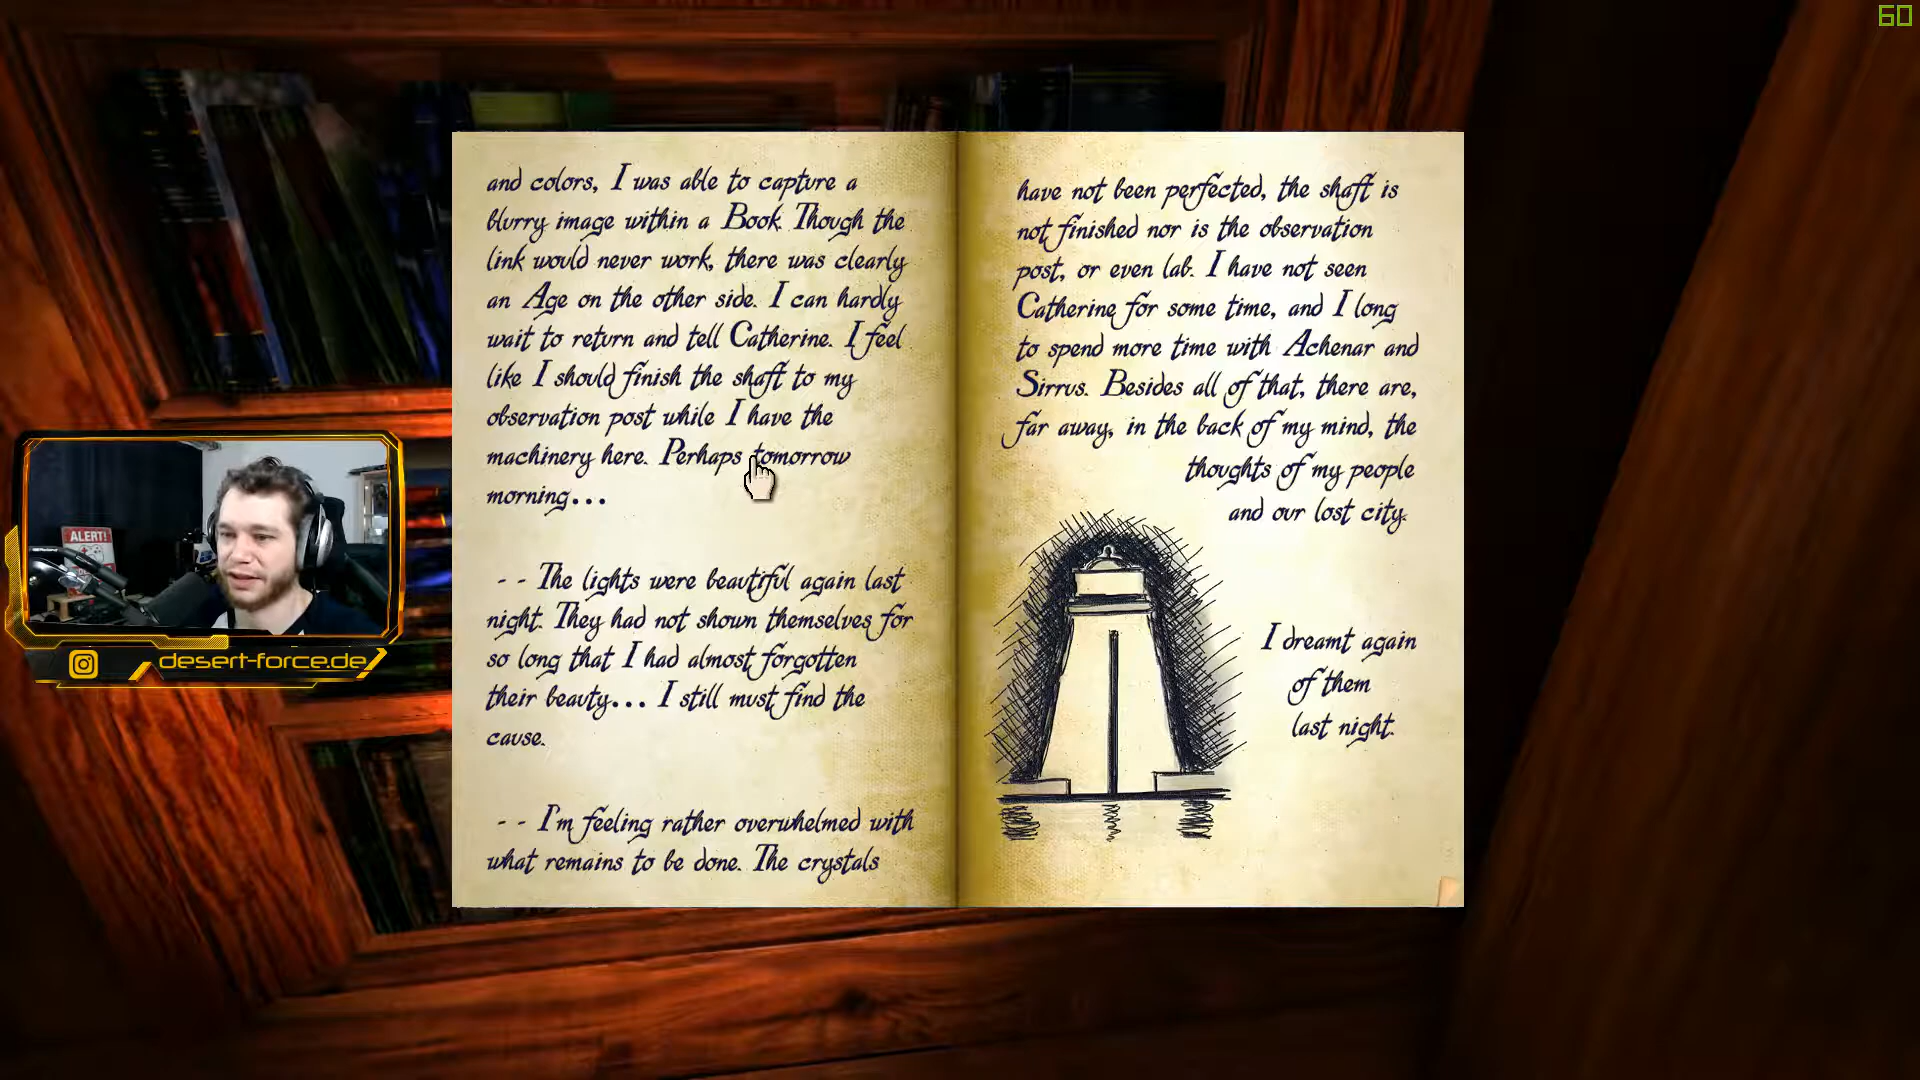 60
and colors, I was able to capture a
blurry image within a Book. Though the
link would never work, there was clearly
an Age on the other side. I can hardly
wait to return and tell Catherine. I feel
like I should finish the shaft to my
observation post while I have the
machinery here. Perhaps tomorrow
morning...
- - The lights were beautiful again last
night. They had not shown themselves for
so long that I had almost forgotten
their beauty... I still must find the
cause.
- - I'm feeling rather overwhelmed with
what remains to be done. The crystals
have not been perfected, the shaft is
not finished nor is the observation
post, or even lab. I have not seen
Catherine for some time, and I long
to spend more time with Achenar and
Sirrus. Besides all of that, there are,
far away, in the back of my mind, the
thoughts of my people
and our lost city.
I dreamt again
of them
last night.
ALERT!
desert-force.de